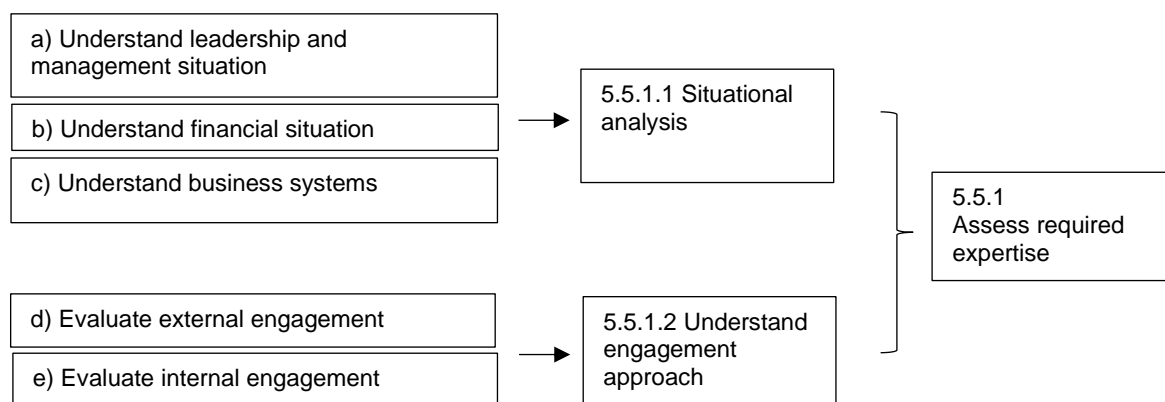 a) Understand leadership and
management situation
b) Understand financial situation
c) Understand business systems
5.5.1.1 Situational
analysis
5.5.1
Assess required
expertise
d) Evaluate external engagement
e) Evaluate internal engagement
5.5.1.2 Understand
engagement
approach